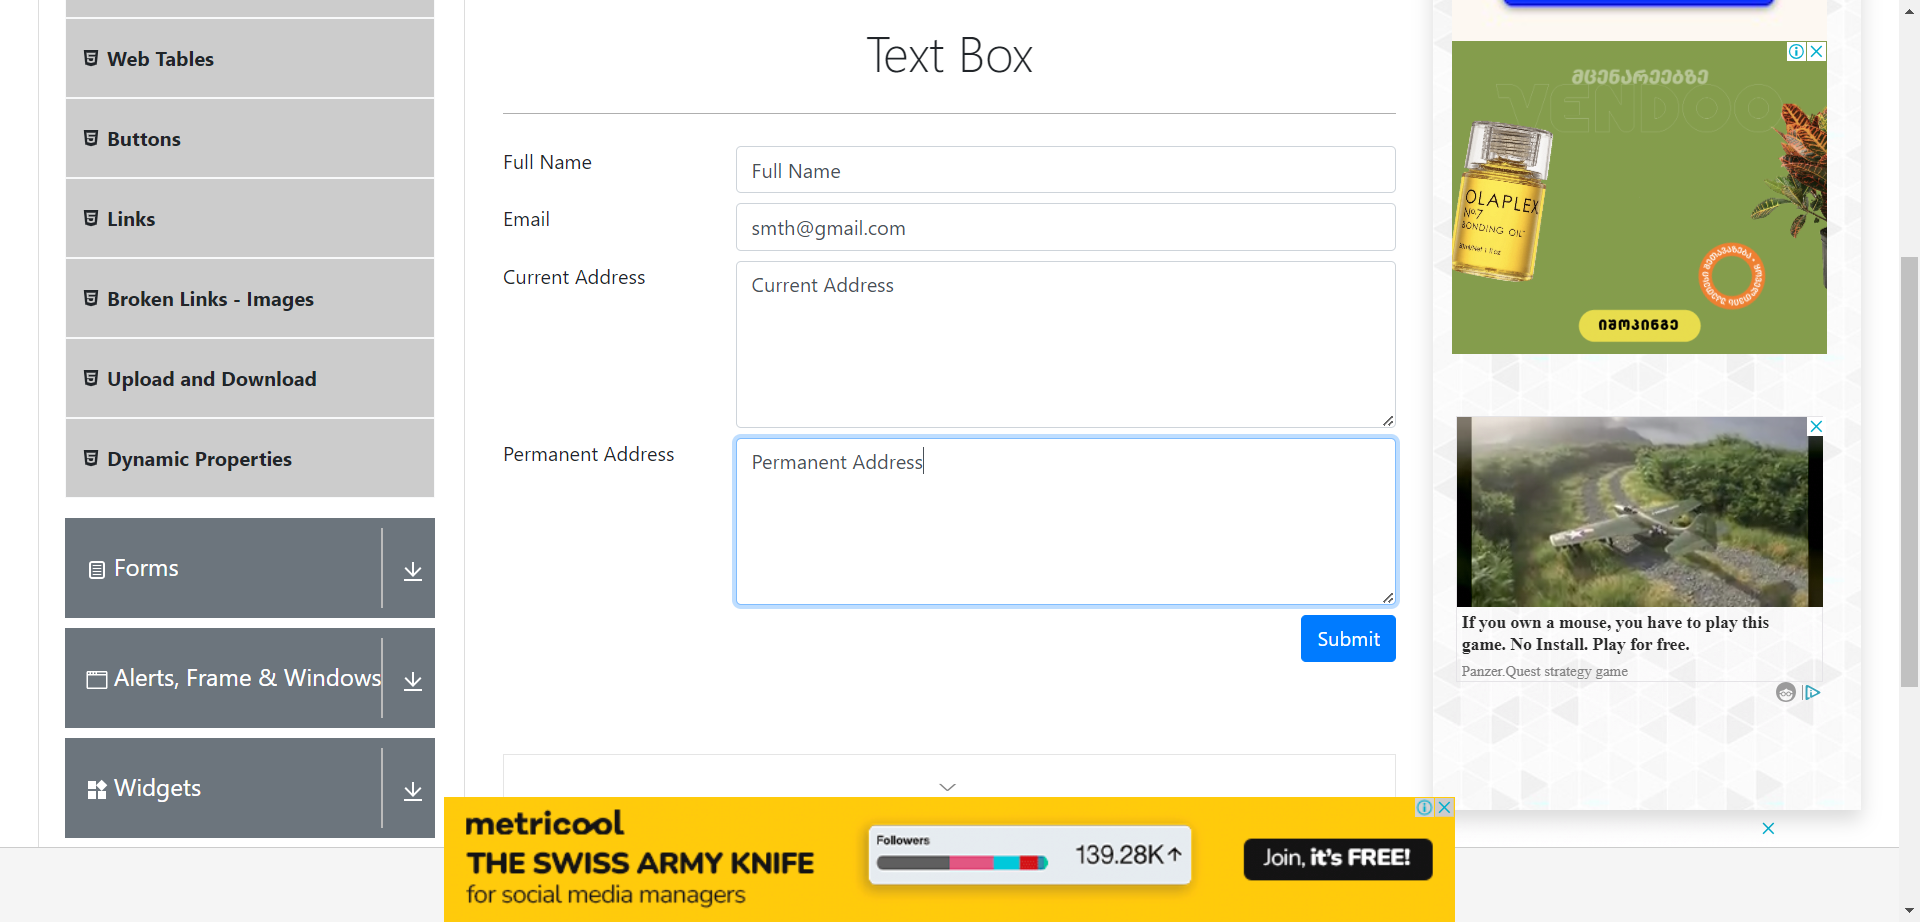 Web Tables
Buttons
Links
Broken Links - Images
Upload and Download
Dynamic Properties
Forms
Alerts, Frame & Windows
Widgets
Text Box
Full Name
Full Name
Email
smth@gmail.com
Current Address
Current Address
Permanent Address
Permanent Address
Submit
მცენარეებზე
VENDOO
OLAPLEX
Nº.7
BONDING OIL
იშოპინგე
If you own a mouse, you have to play this
game. No Install. Play for free.
Panzer.Quest strategy game
metricool
THE SWISS ARMY KNIFE
for social media managers
Followers
139.28K
Join, it's FREE!